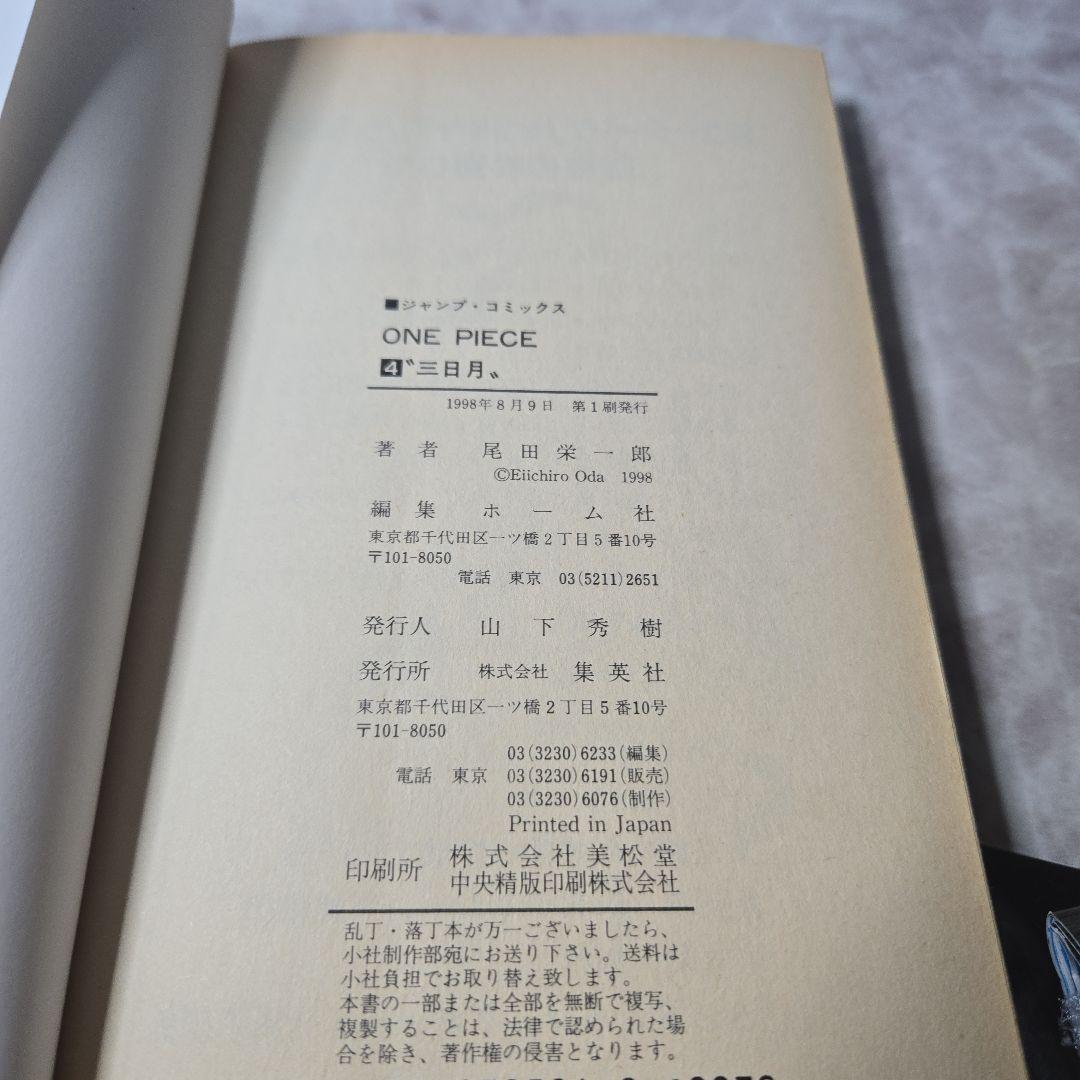 ■ジャンプ・コミックス
ONE PIECE
4〝三日月〟
1998年8月9日　第1刷発行
著者　尾田栄一郎
©Eiichiro Oda 1998
編集　ホーム社
東京都千代田区一ツ橋2丁目5番10号
〒101-8050
電話　東京　03(5211)2651
発行人　山下秀樹
発行所　株式会社　集英社
東京都千代田区一ツ橋2丁目5番10号
〒101-8050
03(3230)6233(編集)
電話　東京　03(3230)6191(販売)
03(3230)6076(制作)
Printed in Japan
印刷所　株式会社美松堂
中央精版印刷株式会社
乱丁・落丁本が万一ございましたら、
小社制作部宛にお送り下さい。送料は
小社負担でお取り替え致します。
本書の一部または全部を無断で複写、
複製することは、法律で認められた場
合を除き、著作権の侵害となります。